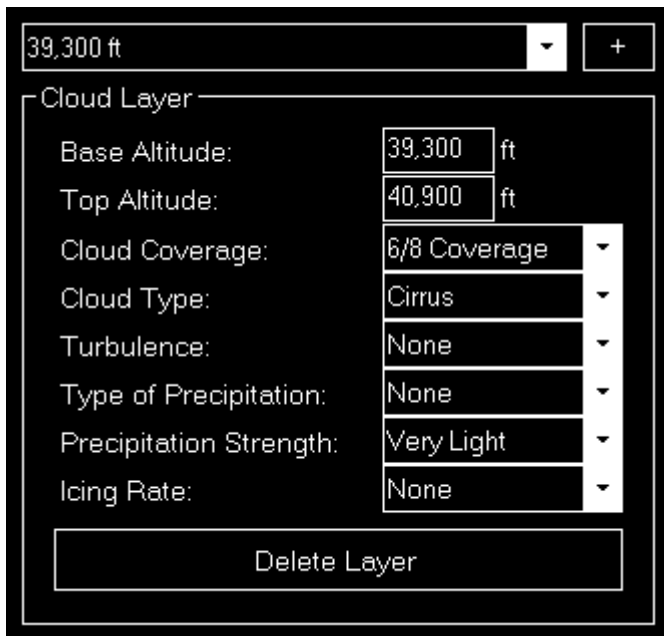 39,300 ft +
Cloud Layer
Base Altitude: 39,300 ft
Top Altitude: 40,900 ft
Cloud Coverage: 6/8 Coverage
Cloud Type: Cirrus
Turbulence: None
Type of Precipitation: None
Precipitation Strength: Very Light
Icing Rate: None
Delete Layer